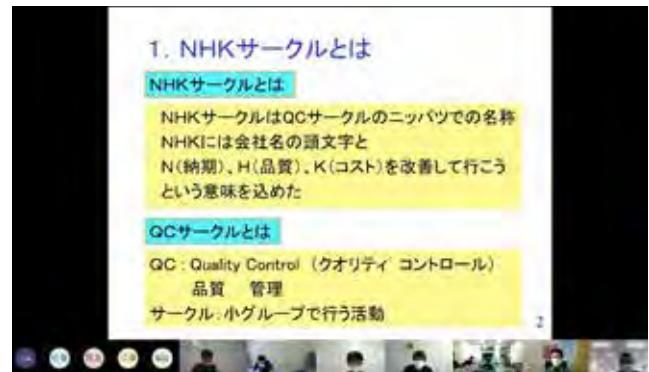 1. NHKサークルとは
NHKサークルとは
NHKサークルはQCサークルのニッパツでの名称
NHKには会社名の頭文字と
N(納期)、H(品質)、K(コスト)を改善して行こう
という意味を込めた
QCサークルとは
QC:Quality Control (クオリティ コントロール)
品質 管理
サークル:小グループで行う活動
2